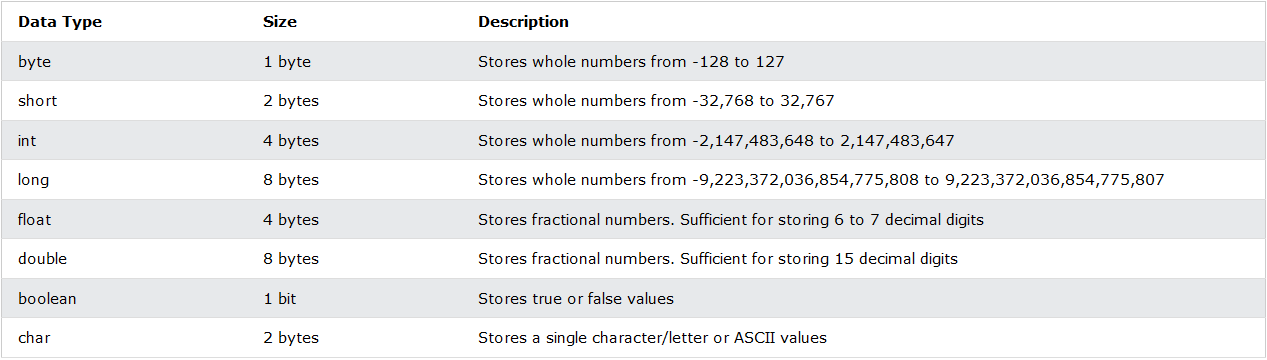 Data Type Size Description
byte 1 byte Stores whole numbers from -128 to 127
short 2 bytes Stores whole numbers from -32,768 to 32,767
int 4 bytes Stores whole numbers from -2,147,483,648 to 2,147,483,647
long 8 bytes Stores whole numbers from -9,223,372,036,854,775,808 to 9,223,372,036,854,775,807
float 4 bytes Stores fractional numbers. Sufficient for storing 6 to 7 decimal digits
double 8 bytes Stores fractional numbers. Sufficient for storing 15 decimal digits
boolean 1 bit Stores true or false values
char 2 bytes Stores a single character/letter or ASCII values